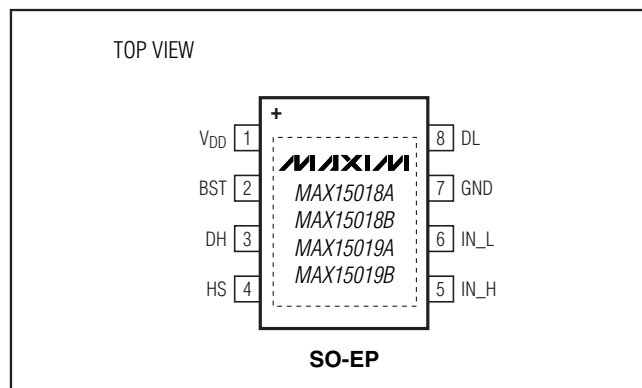 TOP VIEW
+
VDD 1
8 DL
MAXIM
BST 2
MAX15018A
7 GND
MAX15018B
DH 3
MAX15019A
6 IN_L
MAX15019B
HS 4
5 IN_H
SO-EP